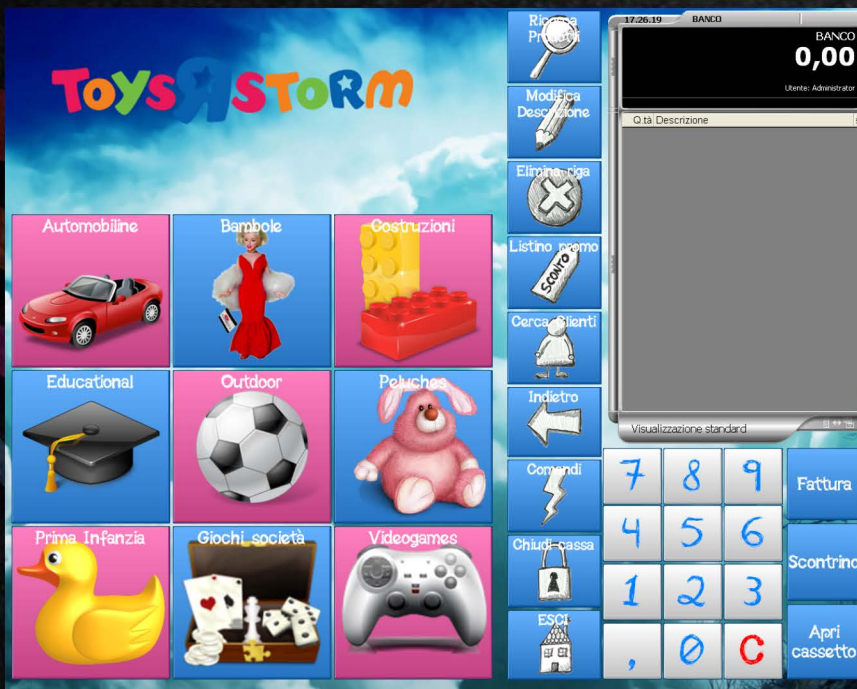 TOYS Я STORM
Automobiline
Bambole
Costruzioni
Educational
Outdoor
Peluches
Prima Infanzia
Giochi società
Videogames
Ricerca
Prodotti
Modifica
Descrizione
Elimina riga
Listino promo
SCONTO
Cerca Clienti
Indietro
Comandi
Chiudi cassa
ESCI
17.26.19 BANCO
BANCO
0,00
Utente: Administrator
Q.tà Descrizione
Visualizzazione standard
7 8 9
4 5 6
1 2 3
, 0 C
Fattura
Scontrino
Apri
cassetto